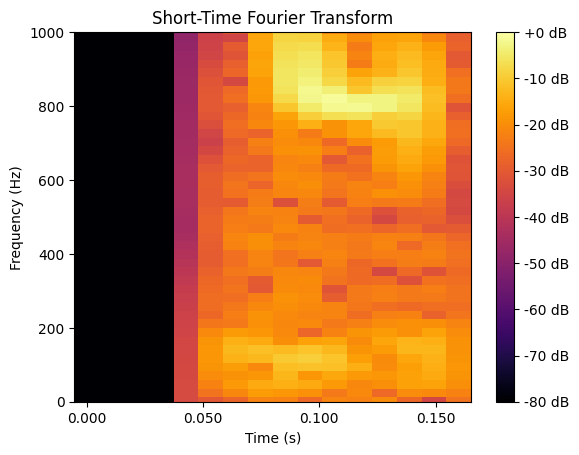 Short-Time Fourier Transform
1000
800
600
400
200
0
Frequency (Hz)
0.000
0.050
0.100
0.150
Time (s)
+0 dB
-10 dB
-20 dB
-30 dB
-40 dB
-50 dB
-60 dB
-70 dB
-80 dB